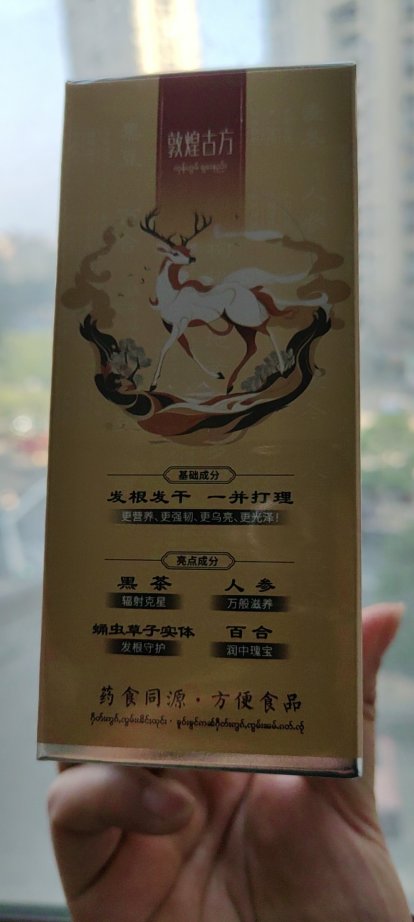 敦煌古方
基础成分
发根发干 一并打理
更营养、更强韧、更乌亮、更光泽!
亮点成分
黑茶 人参
辐射克星 万般滋养
蛹虫草子实体 百合
发根守护 润中瑰宝
药食同源·方便食品